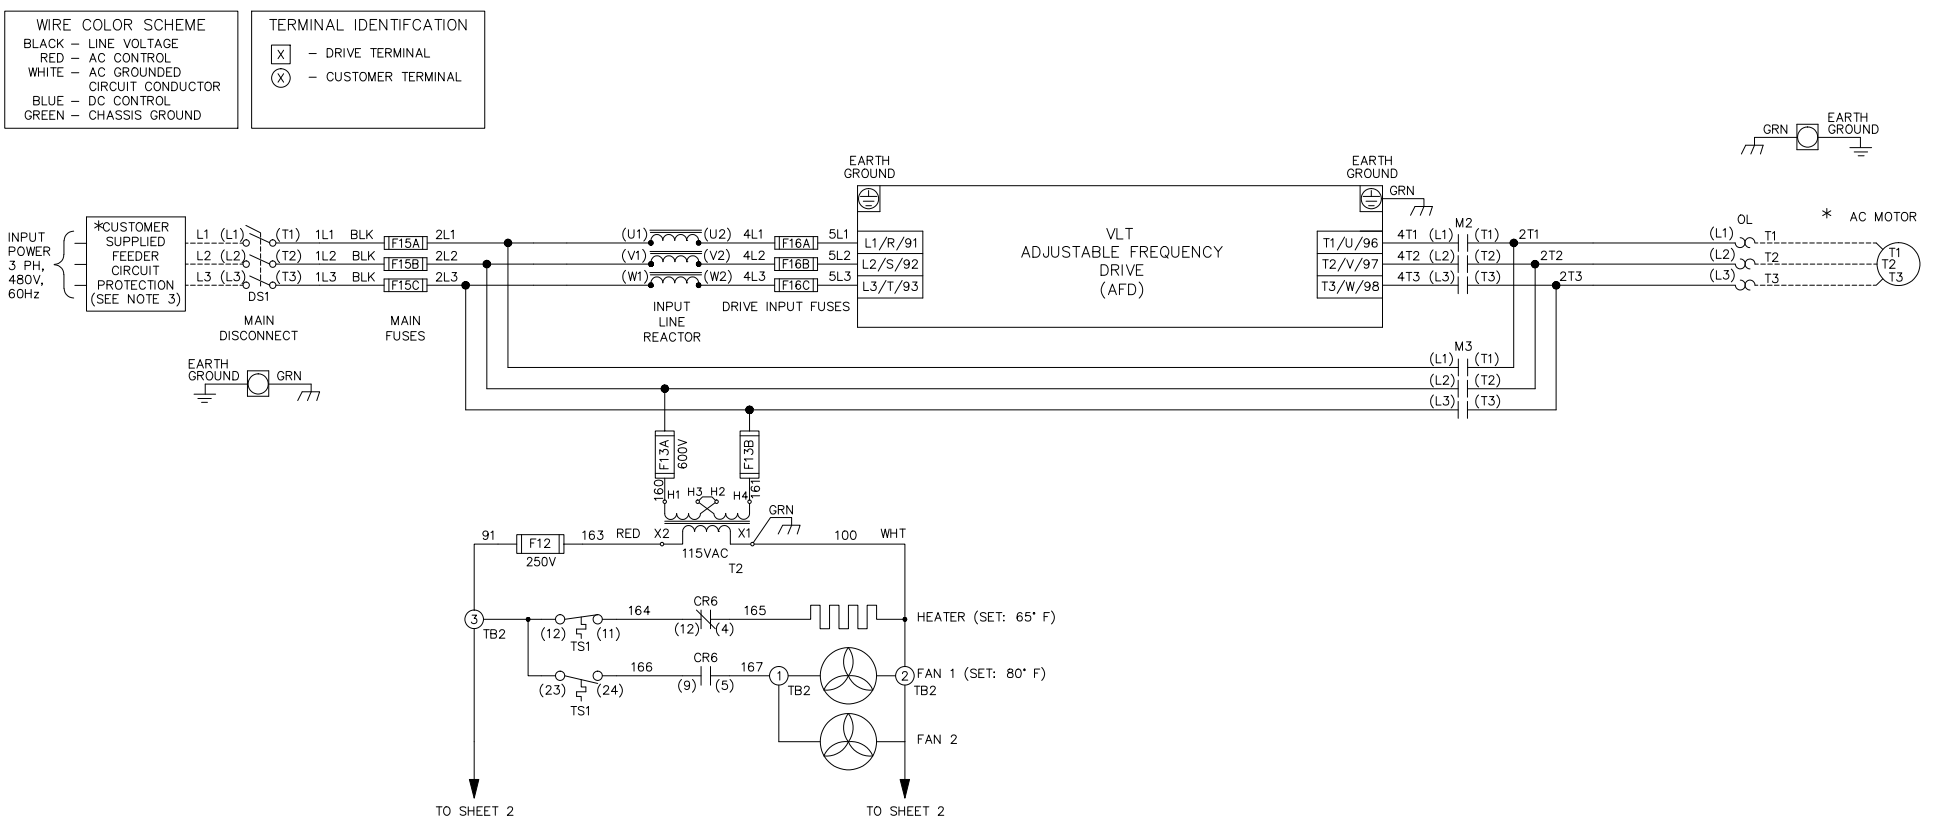 WIRE COLOR SCHEME
BLACK – LINE VOLTAGE
RED – AC CONTROL
WHITE – AC GROUNDED
CIRCUIT CONDUCTOR
BLUE – DC CONTROL
GREEN – CHASSIS GROUND
TERMINAL IDENTIFCATION
X – DRIVE TERMINAL
X – CUSTOMER TERMINAL
GRN
EARTH
GROUND
EARTH
GROUND
EARTH
GROUND
GRN
INPUT
POWER
3 PH,
480V,
60Hz
*CUSTOMER
SUPPLIED
FEEDER
CIRCUIT
PROTECTION
(SEE NOTE 3)
L1 (L1) (T1) 1L1 BLK F15A 2L1
L2 (L2) (T2) 1L2 BLK F15B 2L2
L3 (L3) (T3) 1L3 BLK F15C 2L3
DS1
MAIN
DISCONNECT
MAIN
FUSES
(U1) (U2) 4L1 F16A 5L1 L1/R/91
(V1) (V2) 4L2 F16B 5L2 L2/S/92
(W1) (W2) 4L3 F16C 5L3 L3/T/93
INPUT
LINE
REACTOR
DRIVE INPUT FUSES
VLT
ADJUSTABLE FREQUENCY
DRIVE
(AFD)
M2
T1/U/96 4T1 (L1) (T1) 2T1
T2/V/97 4T2 (L2) (T2) 2T2
T3/W/98 4T3 (L3) (T3) 2T3
OL
(L1) T1
(L2) T2
(L3) T3
* AC MOTOR
T1
T2
T3
EARTH
GROUND
GRN
M3
(L1) (T1)
(L2) (T2)
(L3) (T3)
F13A
600V
F13B
160
161
H1 H3 H2 H4
GRN
91 F12 163 RED X2 X1 100 WHT
250V
115VAC
T2
3
TB2
(12) (11)
TS1
164
CR6
(12) (4)
165
HEATER (SET: 65° F)
(23) (24)
TS1
166
CR6
(9) (5)
167
1
TB2
2
TB2
FAN 1 (SET: 80° F)
FAN 2
TO SHEET 2
TO SHEET 2